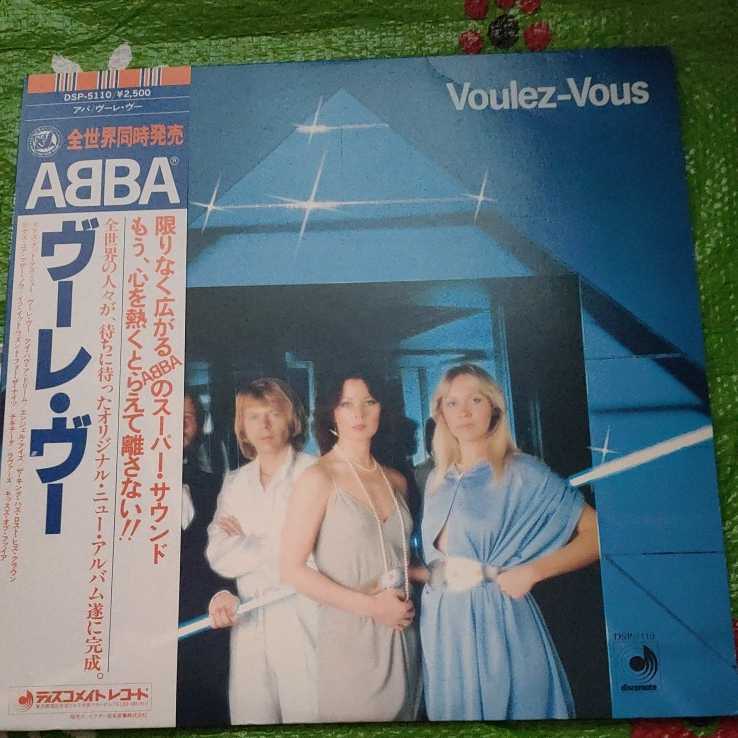 DSP-5110/¥2,500
アバ/ヴーレ・ヴー
全世界同時発売
ABBA®
ヴーレ・ヴー
限りなく広がるABBAのスーパー・サウンド
もう、心を熱くとらえて離さない!!
全世界の人々が、待ちに待ったオリジナル・ニュー・アルバム遂に完成。
ディスコメイトレコード
Voulez-Vous
DSP-5110
discomate